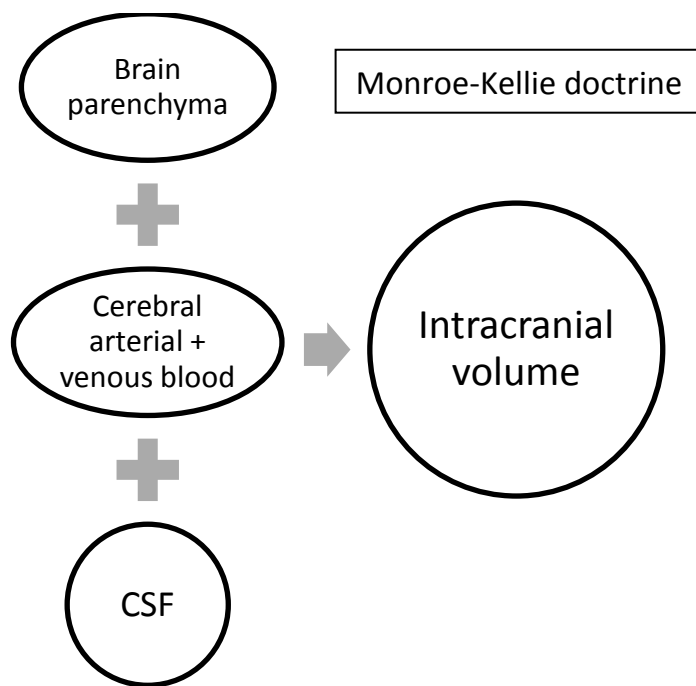 Brain
parenchyma
Monroe-Kellie doctrine
Cerebral
arterial +
venous blood
Intracranial
volume
CSF